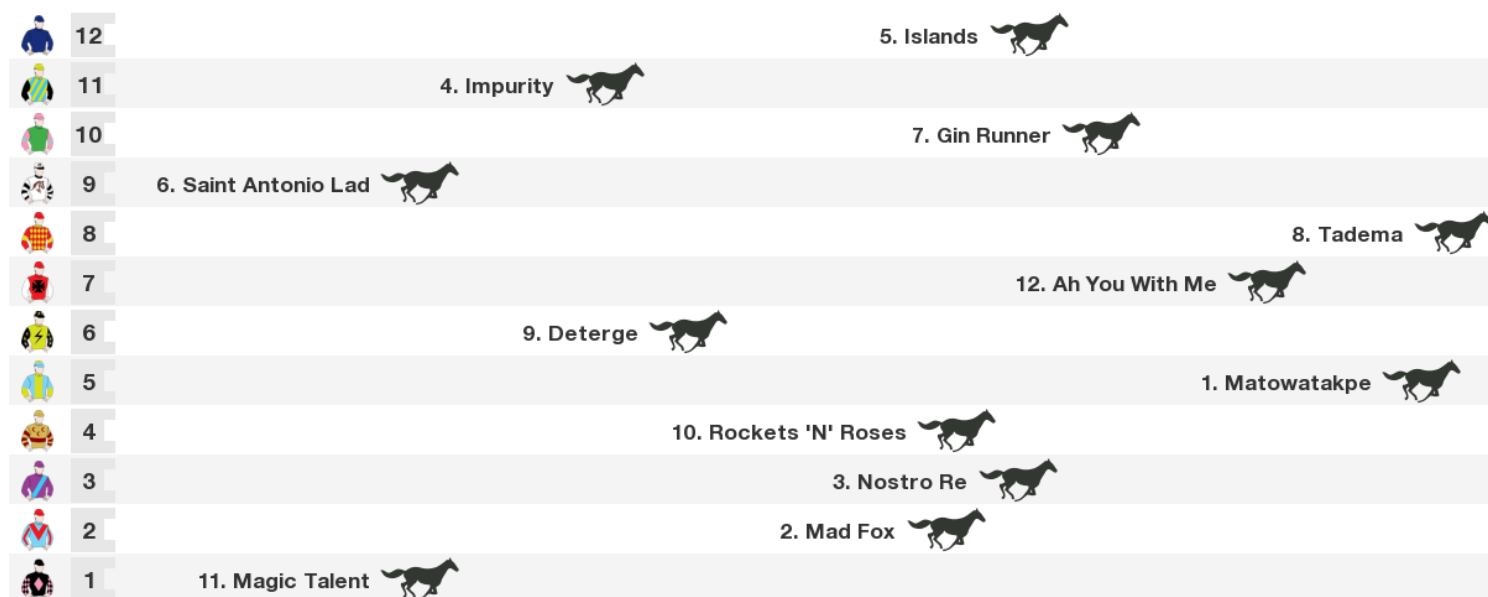 12 5. Islands
11 4. Impurity
10 7. Gin Runner
9 6. Saint Antonio Lad
8 8. Tadema
7 12. Ah You With Me
6 9. Deterge
5 1. Matowatakpe
4 10. Rockets 'N' Roses
3 3. Nostro Re
2 2. Mad Fox
1 11. Magic Talent